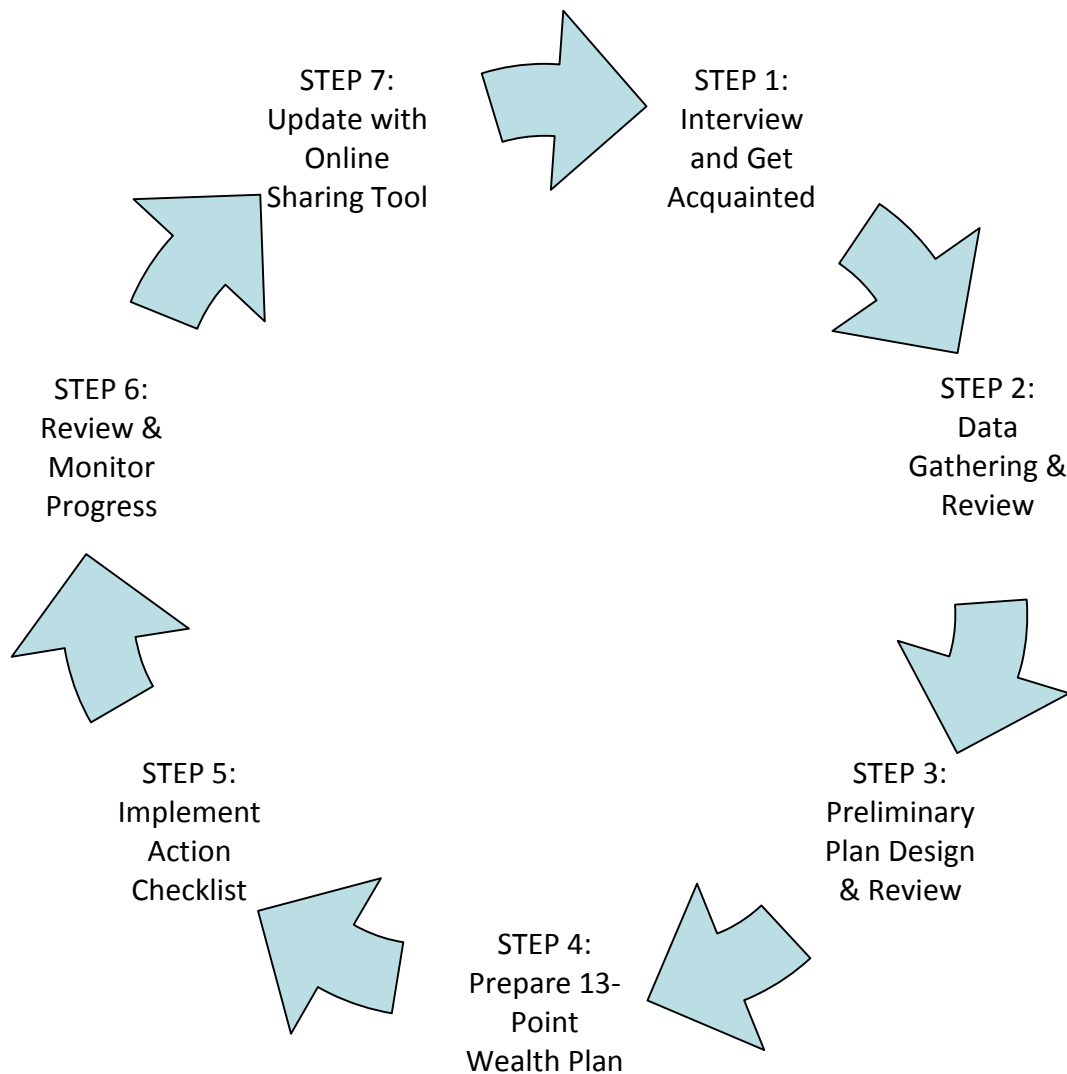 STEP 1:
Interview
and Get
Acquainted
STEP 2:
Data
Gathering &
Review
STEP 3:
Preliminary
Plan Design
& Review
STEP 4:
Prepare 13-
Point
Wealth Plan
STEP 5:
Implement
Action
Checklist
STEP 6:
Review &
Monitor
Progress
STEP 7:
Update with
Online
Sharing Tool